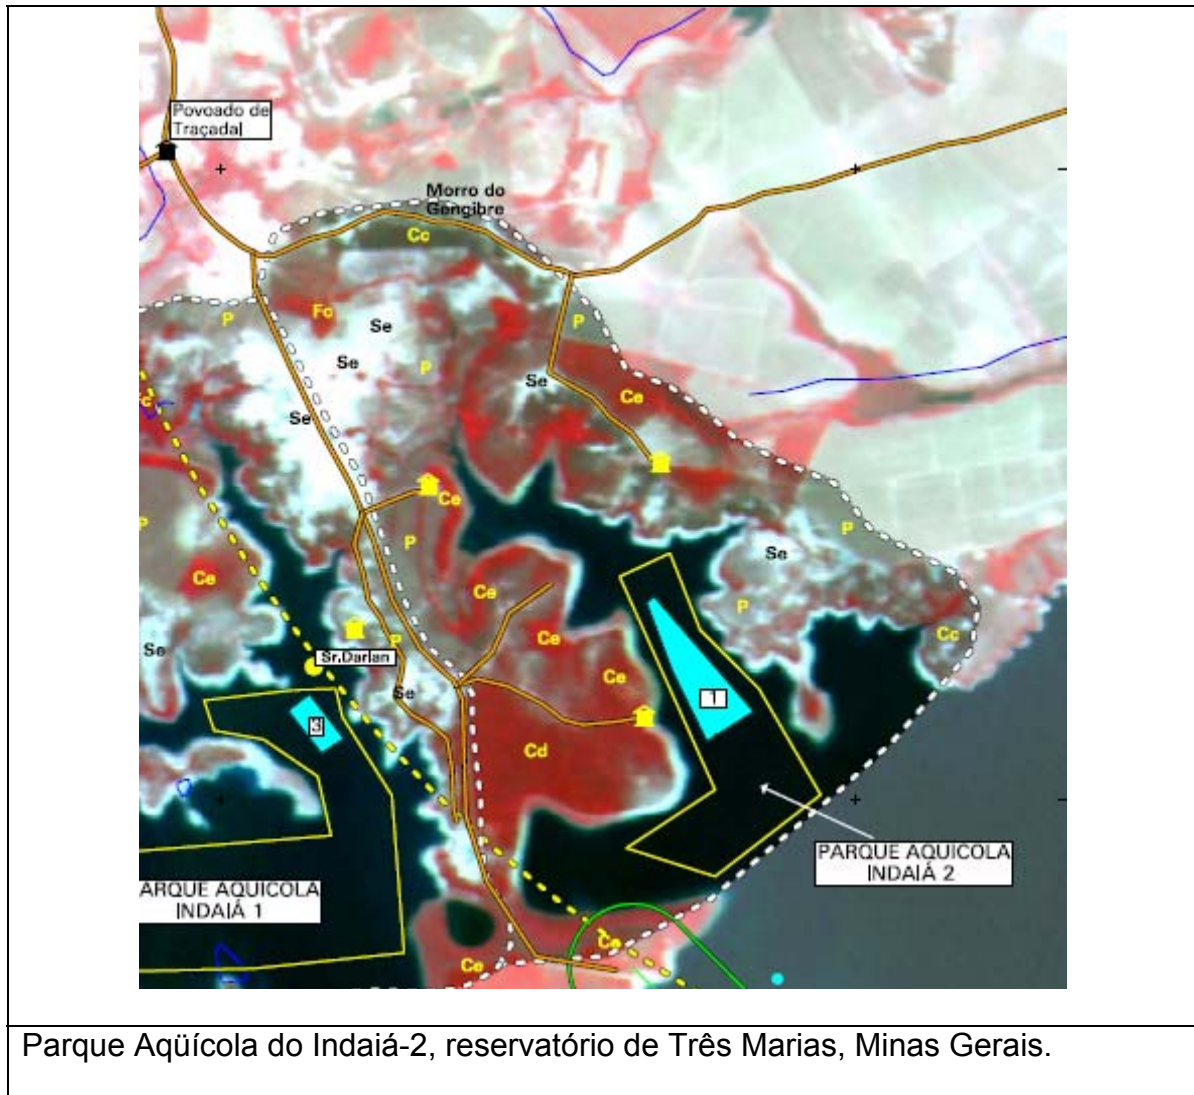 Povoado de
Traçadal
Morro do
Gengibre
Cc
Fc
P
Se
P
Se
P
Se
Ce
Se
Ce
P
P
P
Se
Ce
Ce
P
Ce
Cc
P
Sr.Darlan
Se
Ce
Se
1
3
Cd
PARQUE AQUICOLA
INDAIÁ 2
ARQUE AQUICOLA
INDAIÁ 1
Ce
Ce
Parque Aqüícola do Indaiá-2, reservatório de Três Marias, Minas Gerais.